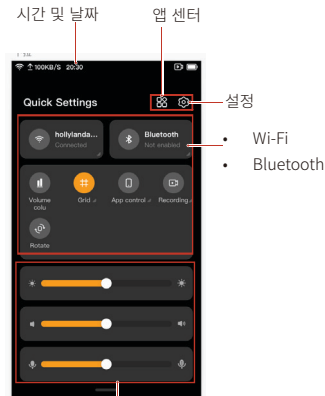 시간 및 날짜
앱 센터
100KB/S 20:30
Quick Settings
설정
hollylanda...
Connected
Bluetooth
Not enabled
• Wi-Fi
• Bluetooth
Volume colu
Grid
App control
Recording
Rotate